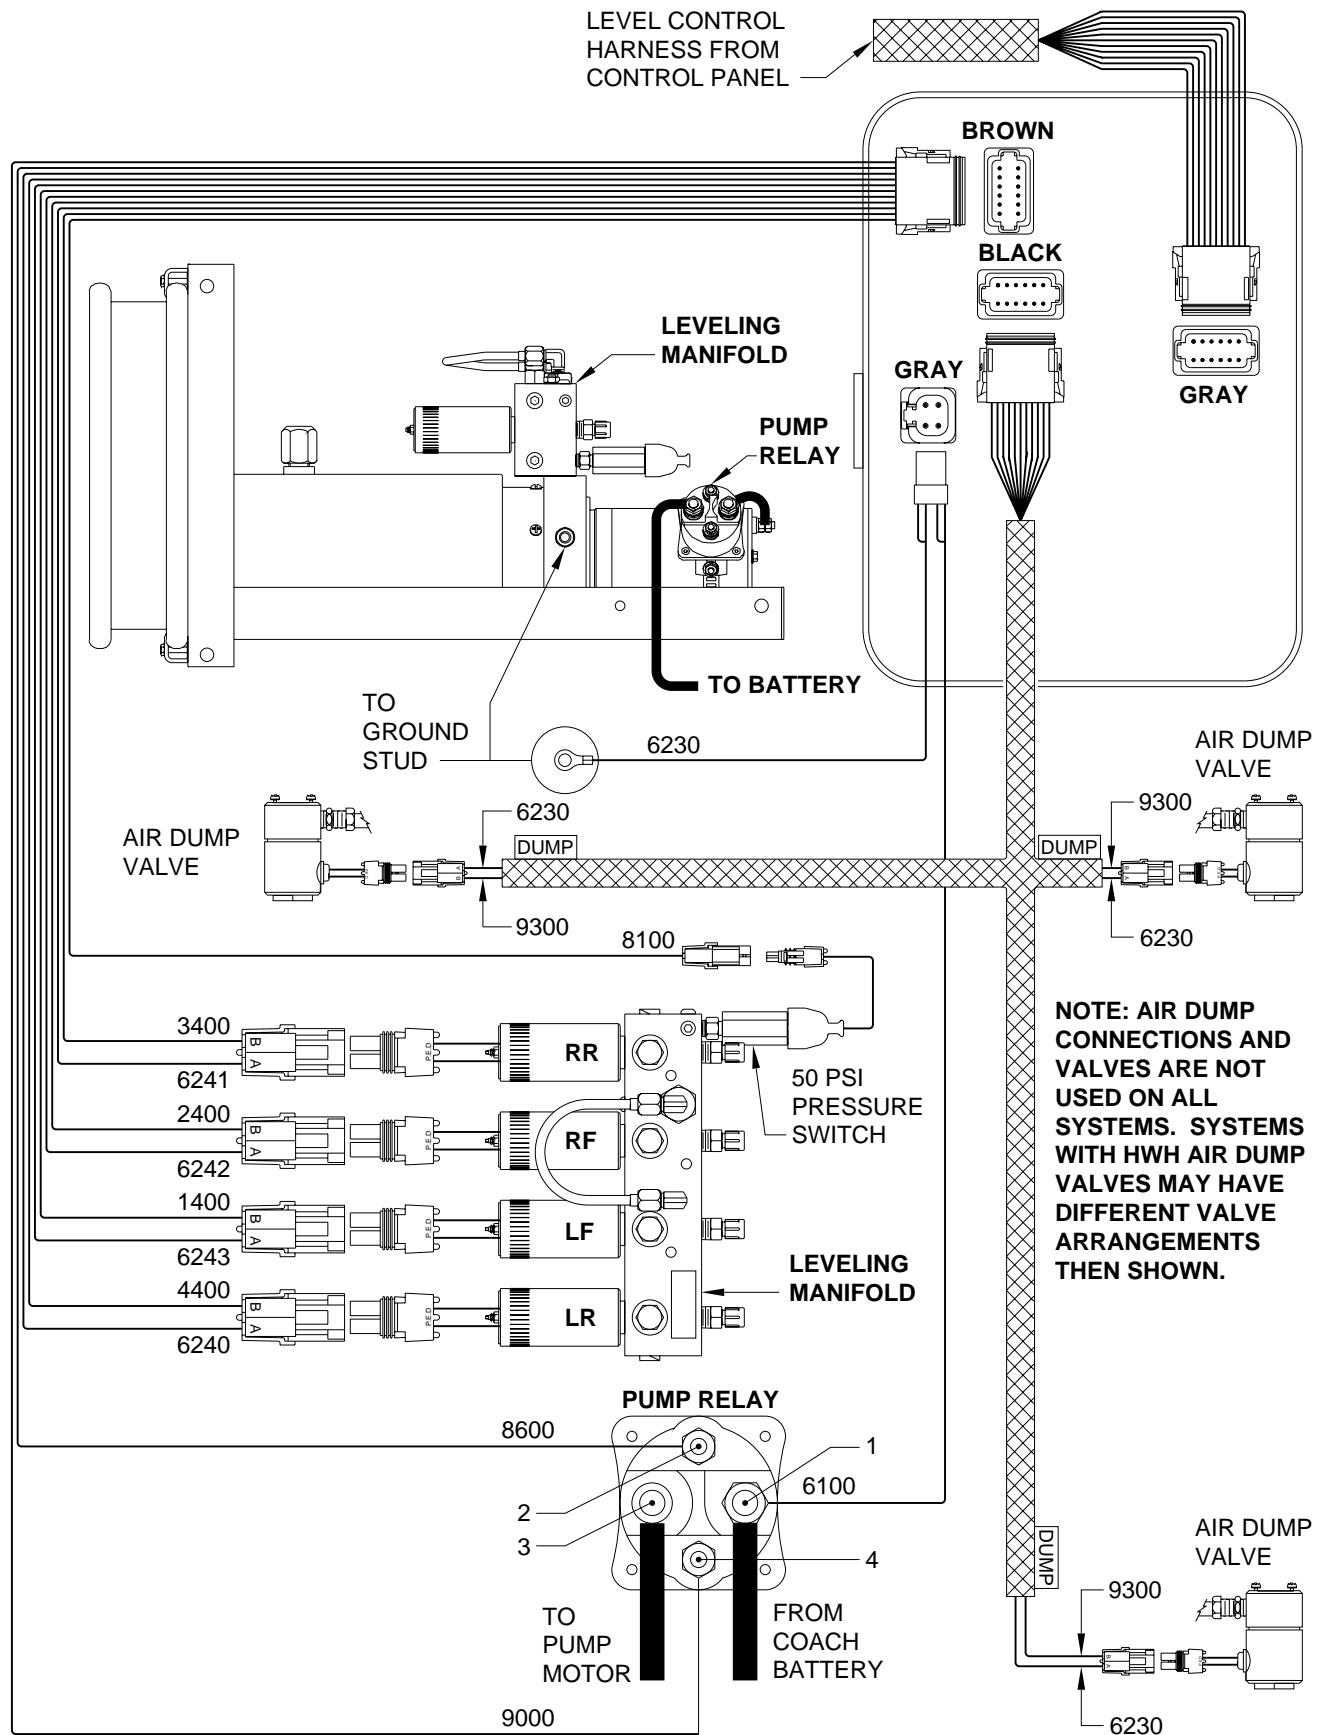 LEVEL CONTROL
HARNESS FROM
CONTROL PANEL
BROWN
BLACK
GRAY
GRAY
LEVELING
MANIFOLD
PUMP
RELAY
TO BATTERY
TO
GROUND
STUD
6230
AIR DUMP
VALVE
9300
AIR DUMP
VALVE
6230
DUMP
DUMP
9300
6230
8100
3400
B
A
6241
P.E.D
RR
50 PSI
PRESSURE
SWITCH
2400
B
A
6242
P.E.D
RF
1400
B
A
6243
P.E.D
LF
4400
B
A
6240
P.E.D
LR
LEVELING
MANIFOLD
NOTE: AIR DUMP
CONNECTIONS AND
VALVES ARE NOT
USED ON ALL
SYSTEMS. SYSTEMS
WITH HWH AIR DUMP
VALVES MAY HAVE
DIFFERENT VALVE
ARRANGEMENTS
THEN SHOWN.
PUMP RELAY
8600
1
6100
2
3
4
TO
PUMP
MOTOR
FROM
COACH
BATTERY
9000
DUMP
AIR DUMP
VALVE
9300
B
A
6230